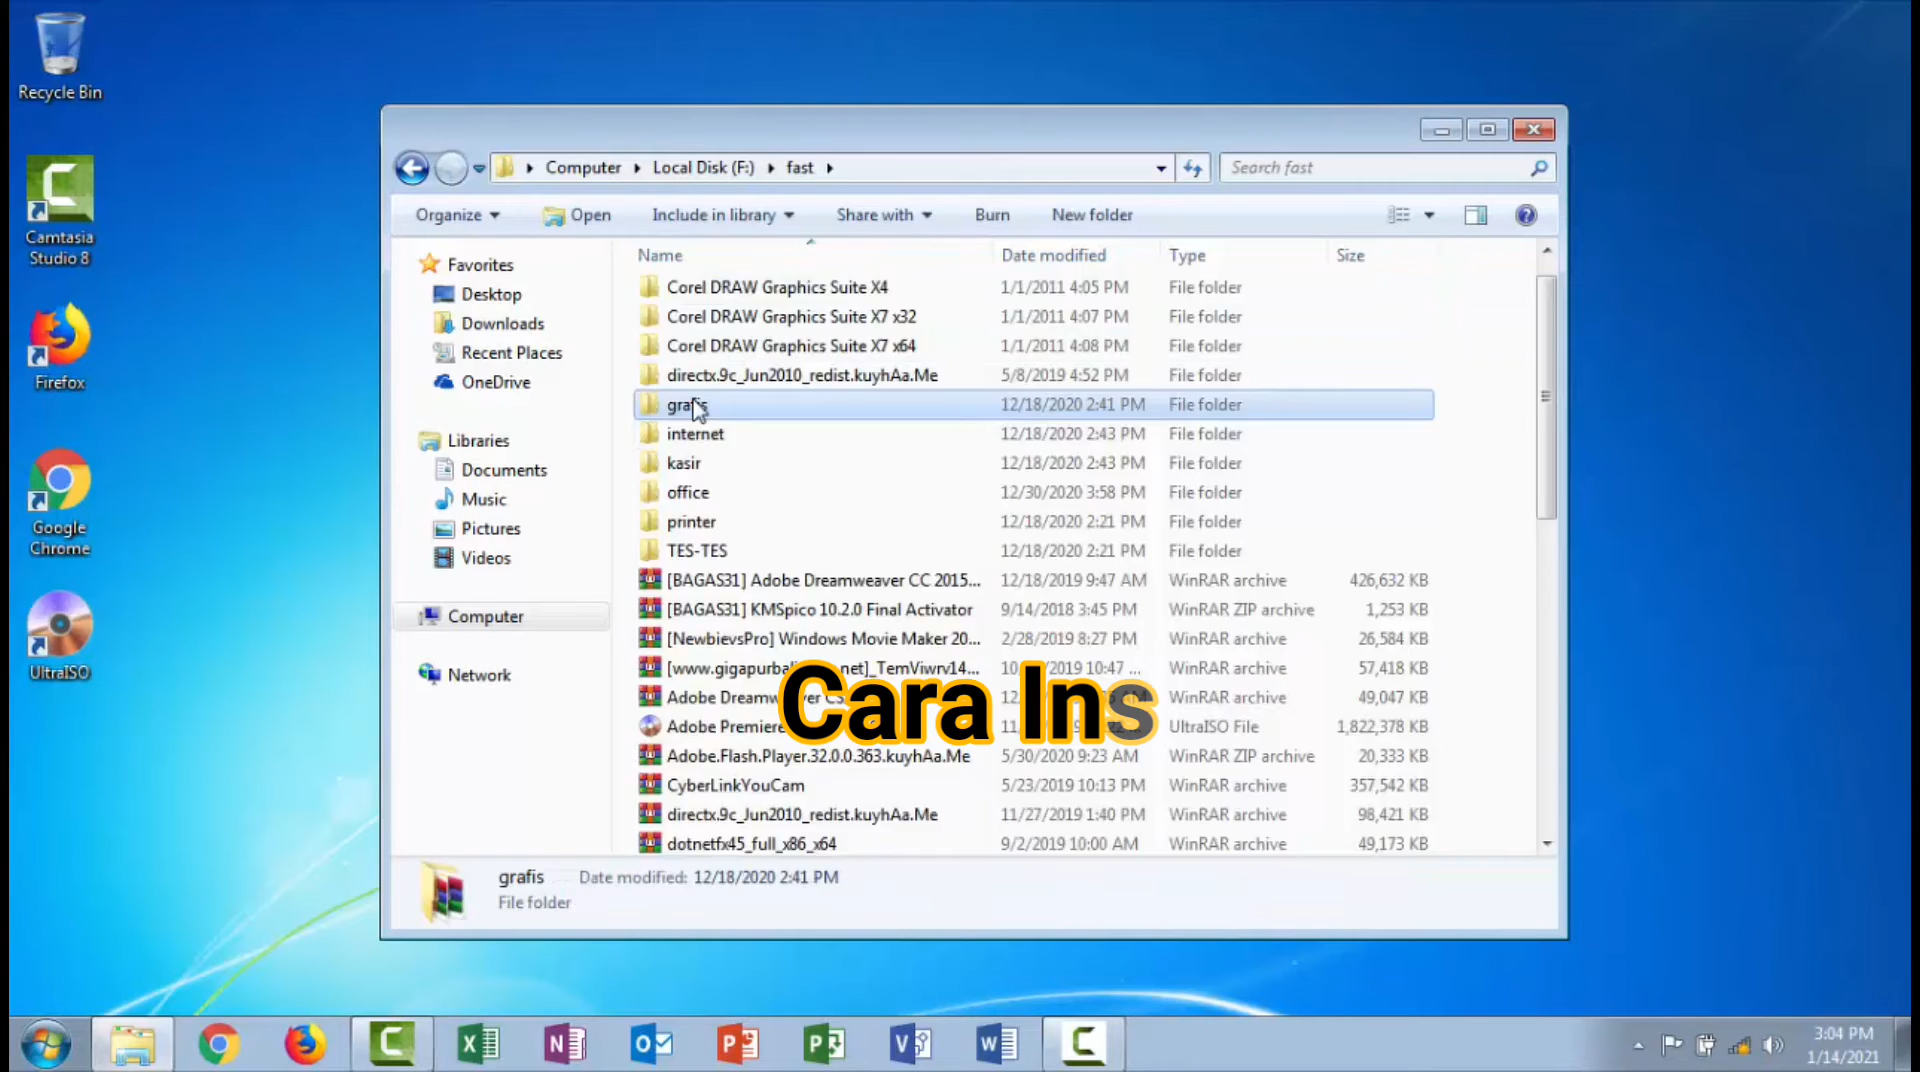 Recycle Bin
Camtasia
Studio 8
Firefox
Google
Chrome
UltraISO
Computer
Local Disk (F:)
fast
Search fast
Organize
Open
Include in library
Share with
Burn
New folder
Favorites
Desktop
Downloads
Recent Places
OneDrive
Libraries
Documents
Music
Pictures
Videos
Computer
Network
Name Date modified Type Size
Corel DRAW Graphics Suite X4 1/1/2011 4:05 PM File folder
Corel DRAW Graphics Suite X7 x32 1/1/2011 4:07 PM File folder
Corel DRAW Graphics Suite X7 x64 1/1/2011 4:08 PM File folder
directx.9c_Jun2010_redist.kuyhAa.Me 5/8/2019 4:52 PM File folder
grafis 12/18/2020 2:41 PM File folder
internet 12/18/2020 2:43 PM File folder
kasir 12/18/2020 2:43 PM File folder
office 12/30/2020 3:58 PM File folder
printer 12/18/2020 2:21 PM File folder
TES-TES 12/18/2020 2:21 PM File folder
[BAGAS31] Adobe Dreamweaver CC 2015... 12/18/2019 9:47 AM WinRAR archive 426,632 KB
[BAGAS31] KMSpico 10.2.0 Final Activator 9/14/2018 3:45 PM WinRAR ZIP archive 1,253 KB
[NewbievsPro] Windows Movie Maker 20... 2/28/2019 8:27 PM WinRAR archive 26,584 KB
10:47 ... WinRAR archive 57,418 KB
Adobe WinRAR archive 49,047 KB
Adobe Premiere UltraISO File 1,822,378 KB
Cara Ins
Adobe.Flash.Player.32.0.0.363.kuyhAa.Me 5/30/2020 9:23 AM WinRAR ZIP archive 20,333 KB
CyberLinkYouCam 5/23/2019 10:13 PM WinRAR archive 357,542 KB
directx.9c_Jun2010_redist.kuyhAa.Me 11/27/2019 1:40 PM WinRAR archive 98,421 KB
dotnetfx45_full_x86_x64 9/2/2019 10:00 AM WinRAR archive 49,173 KB
grafis Date modified: 12/18/2020 2:41 PM
File folder
3:04 PM
1/14/2021